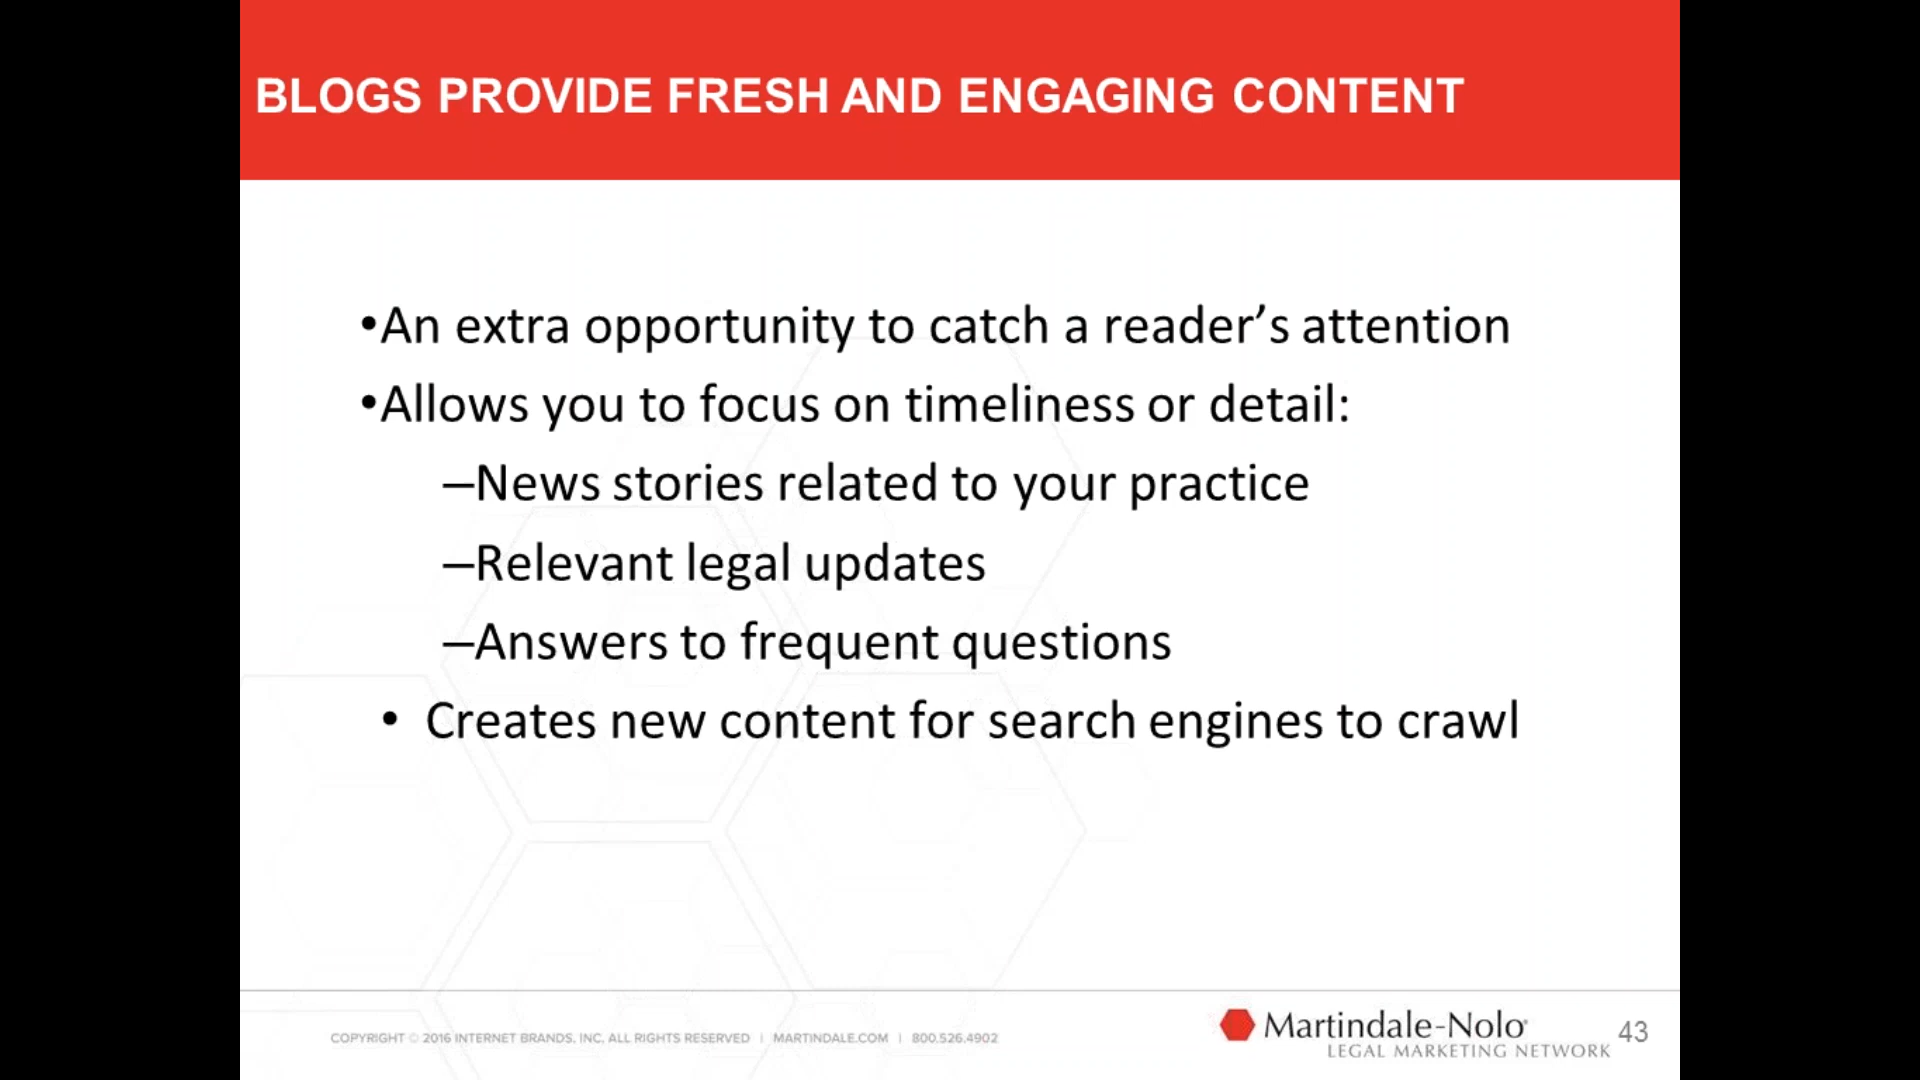 BLOGS PROVIDE FRESH AND ENGAGING CONTENT
•An extra opportunity to catch a reader’s attention
•Allows you to focus on timeliness or detail:
–News stories related to your practice
–Relevant legal updates
–Answers to frequent questions
• Creates new content for search engines to crawl
COPYRIGHT © 2016 INTERNET BRANDS, INC, ALL RIGHTS RESERVED | MARTINDALE.COM | 800.526.4902
Martindale-Nolo®
LEGAL MARKETING NETWORK
43